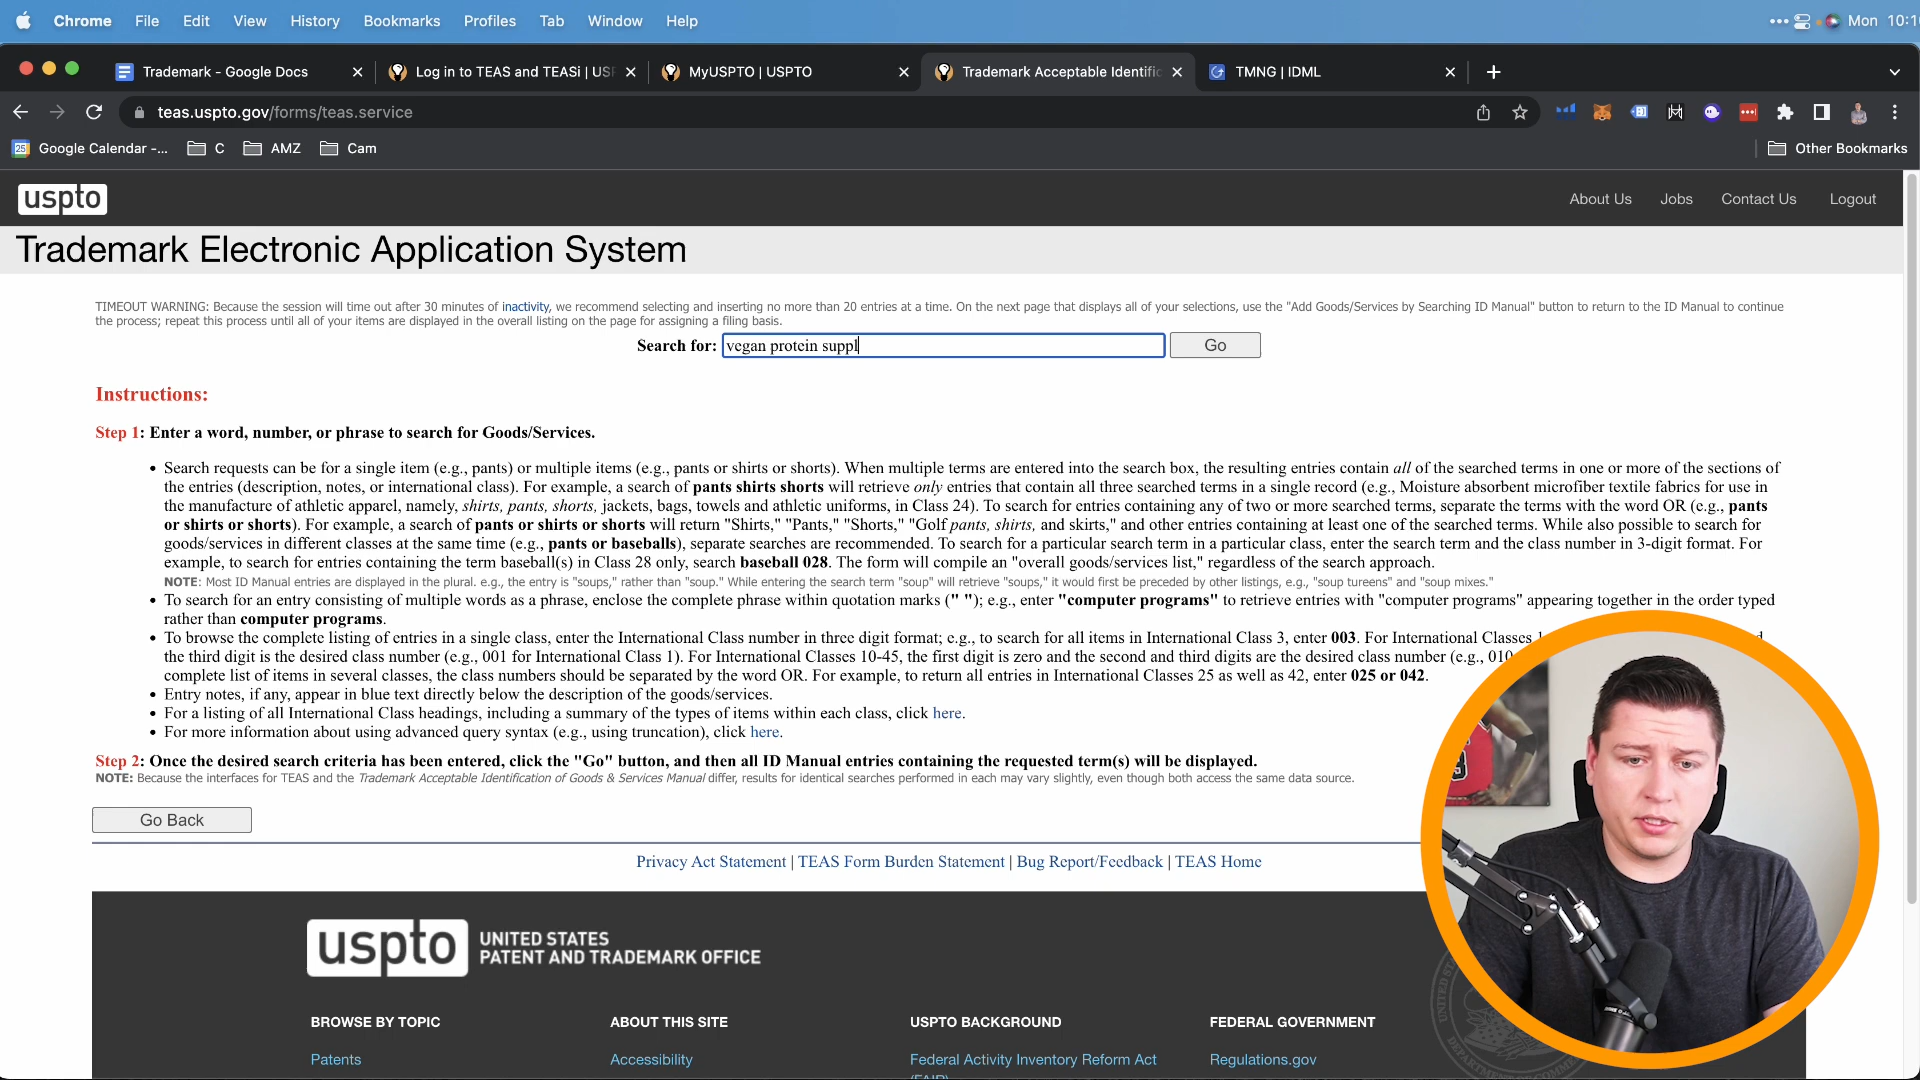 Chrome File Edit View History Bookmarks Profiles Tab Window Help
Mon 10:1
Trademark - Google Docs
Log in to TEAS and TEASi | USP
MyUSPTO | USPTO
Trademark Acceptable Identific
TMNG | IDML
teas.uspto.gov/forms/teas.service
Google Calendar -... C AMZ Cam
Other Bookmarks
uspto
About Us Jobs Contact Us Logout
Trademark Electronic Application System
TIMEOUT WARNING: Because the session will time out after 30 minutes of inactivity, we recommend selecting and inserting no more than 20 entries at a time. On the next page that displays all of your selections, use the "Add Goods/Services by Searching ID Manual" button to return to the ID Manual to continue
the process; repeat this process until all of your items are displayed in the overall listing on the page for assigning a filing basis.
Search for: vegan protein suppl Go
Instructions:
Step 1: Enter a word, number, or phrase to search for Goods/Services.
• Search requests can be for a single item (e.g., pants) or multiple items (e.g., pants or shirts or shorts). When multiple terms are entered into the search box, the resulting entries contain all of the searched terms in one or more of the sections of
the entries (description, notes, or international class). For example, a search of pants shirts shorts will retrieve only entries that contain all three searched terms in a single record (e.g., Moisture absorbent microfiber textile fabrics for use in
the manufacture of athletic apparel, namely, shirts, pants, shorts, jackets, bags, towels and athletic uniforms, in Class 24). To search for entries containing any of two or more searched terms, separate the terms with the word OR (e.g., pants
or shirts or shorts). For example, a search of pants or shirts or shorts will return "Shirts," "Pants," "Shorts," "Golf pants, shirts, and skirts," and other entries containing at least one of the searched terms. While also possible to search for
goods/services in different classes at the same time (e.g., pants or baseballs), separate searches are recommended. To search for a particular search term in a particular class, enter the search term and the class number in 3-digit format. For
example, to search for entries containing the term baseball(s) in Class 28 only, search baseball 028. The form will compile an "overall goods/services list," regardless of the search approach.
NOTE: Most ID Manual entries are displayed in the plural. e.g., the entry is "soups," rather than "soup." While entering the search term "soup" will retrieve "soups," it would first be preceded by other listings, e.g., "soup tureens" and "soup mixes."
• To search for an entry consisting of multiple words as a phrase, enclose the complete phrase within quotation marks (" "); e.g., enter "computer programs" to retrieve entries with "computer programs" appearing together in the order typed
rather than computer programs.
• To browse the complete listing of entries in a single class, enter the International Class number in three digit format; e.g., to search for all items in International Class 3, enter 003. For International Classes 1
the third digit is the desired class number (e.g., 001 for International Class 1). For International Classes 10-45, the first digit is zero and the second and third digits are the desired class number (e.g., 010
complete list of items in several classes, the class numbers should be separated by the word OR. For example, to return all entries in International Classes 25 as well as 42, enter 025 or 042.
• Entry notes, if any, appear in blue text directly below the description of the goods/services.
• For a listing of all International Class headings, including a summary of the types of items within each class, click here.
• For more information about using advanced query syntax (e.g., using truncation), click here.
Step 2: Once the desired search criteria has been entered, click the "Go" button, and then all ID Manual entries containing the requested term(s) will be displayed.
NOTE: Because the interfaces for TEAS and the Trademark Acceptable Identification of Goods & Services Manual differ, results for identical searches performed in each may vary slightly, even though both access the same data source.
Go Back
Privacy Act Statement | TEAS Form Burden Statement | Bug Report/Feedback | TEAS Home
uspto UNITED STATES
PATENT AND TRADEMARK OFFICE
BROWSE BY TOPIC ABOUT THIS SITE USPTO BACKGROUND FEDERAL GOVERNMENT
Patents Accessibility Federal Activity Inventory Reform Act Regulations.gov
(FAIR)